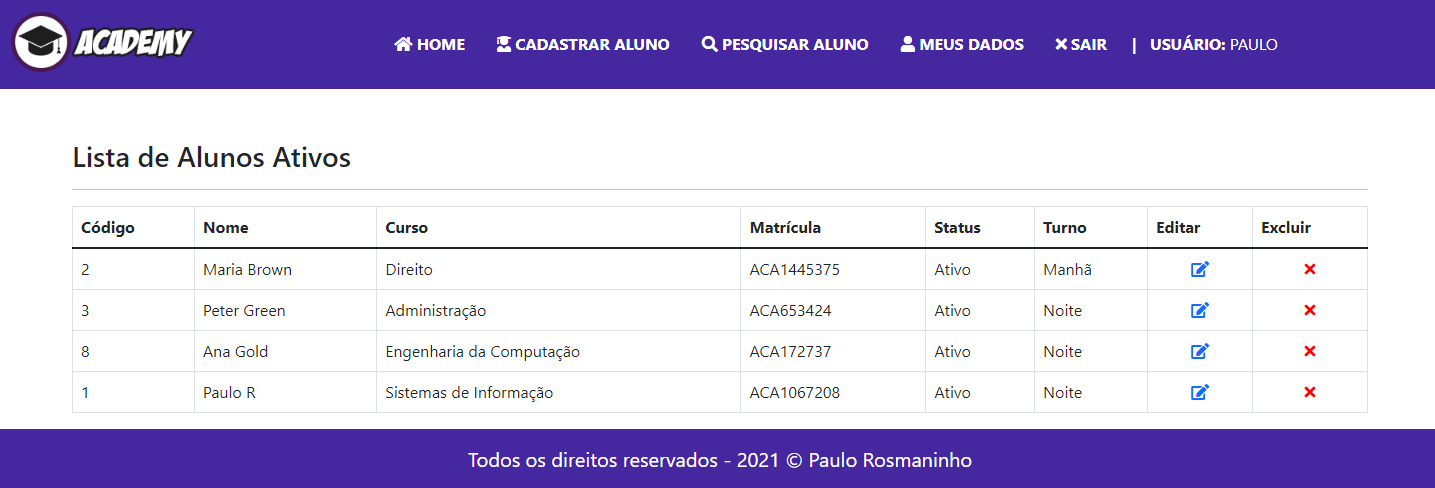 ACADEMY HOME CADASTRAR ALUNO PESQUISAR ALUNO MEUS DADOS SAIR | USUÁRIO: PAULO
Lista de Alunos Ativos
Código Nome Curso Matrícula Status Turno Editar Excluir
2 Maria Brown Direito ACA1445375 Ativo Manhã
3 Peter Green Administração ACA653424 Ativo Noite
8 Ana Gold Engenharia da Computação ACA172737 Ativo Noite
1 Paulo R Sistemas de Informação ACA1067208 Ativo Noite
Todos os direitos reservados - 2021 © Paulo Rosmaninho